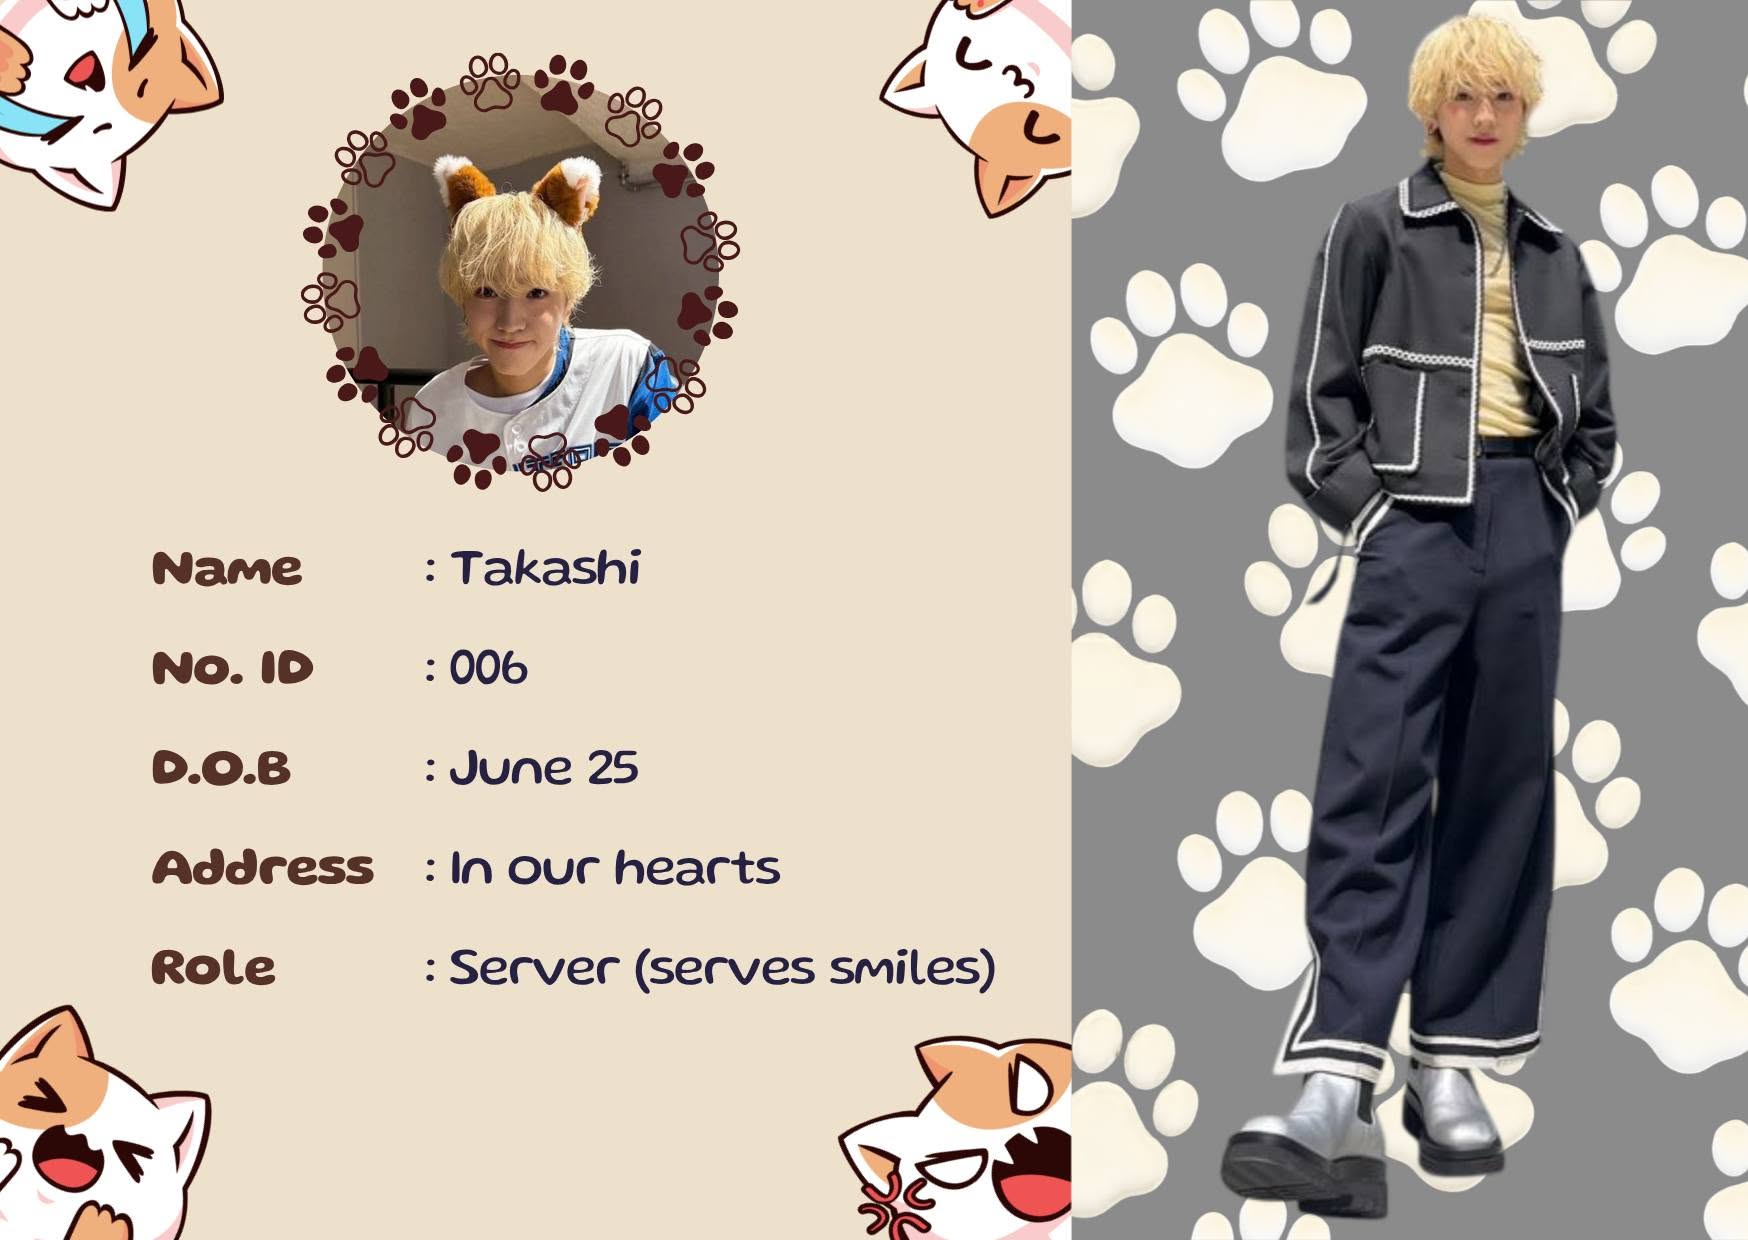 Name : Takashi
No. ID : 006
D.O.B : June 25
Address : In our hearts
Role : Server (serves smiles)